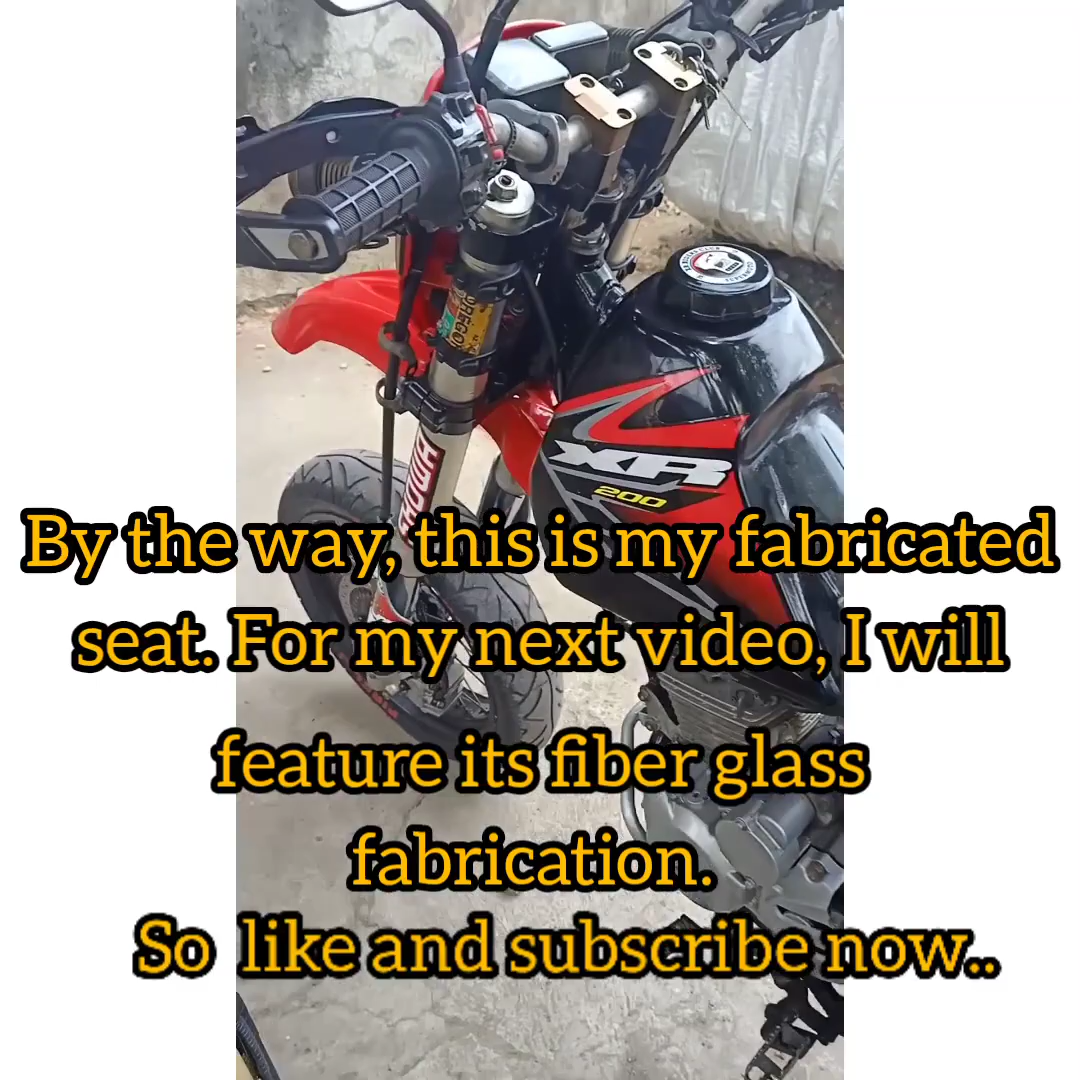 XR
200
SHOWA
By the way, this is my fabricated
seat. For my next video, I will
feature its fiber glass
fabrication.
So like and subscribe now..